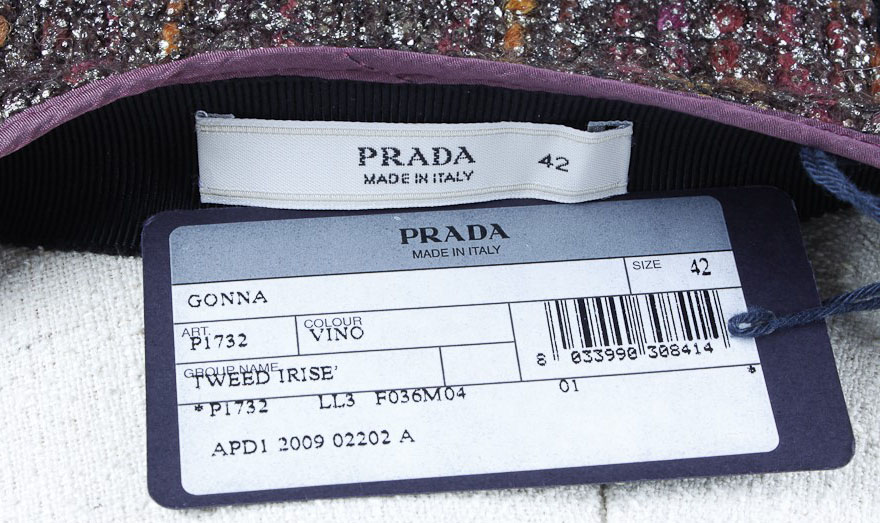 PRADA 42
MADE IN ITALY
PRADA
MADE IN ITALY
GONNA
SIZE 42
ART.
P1732
COLOUR
VINO
8 033990 308414
GROUP NAME
TWEED IRISE'
*P1732 LL3 F036M04 01 *
APD1 2009 02202 A